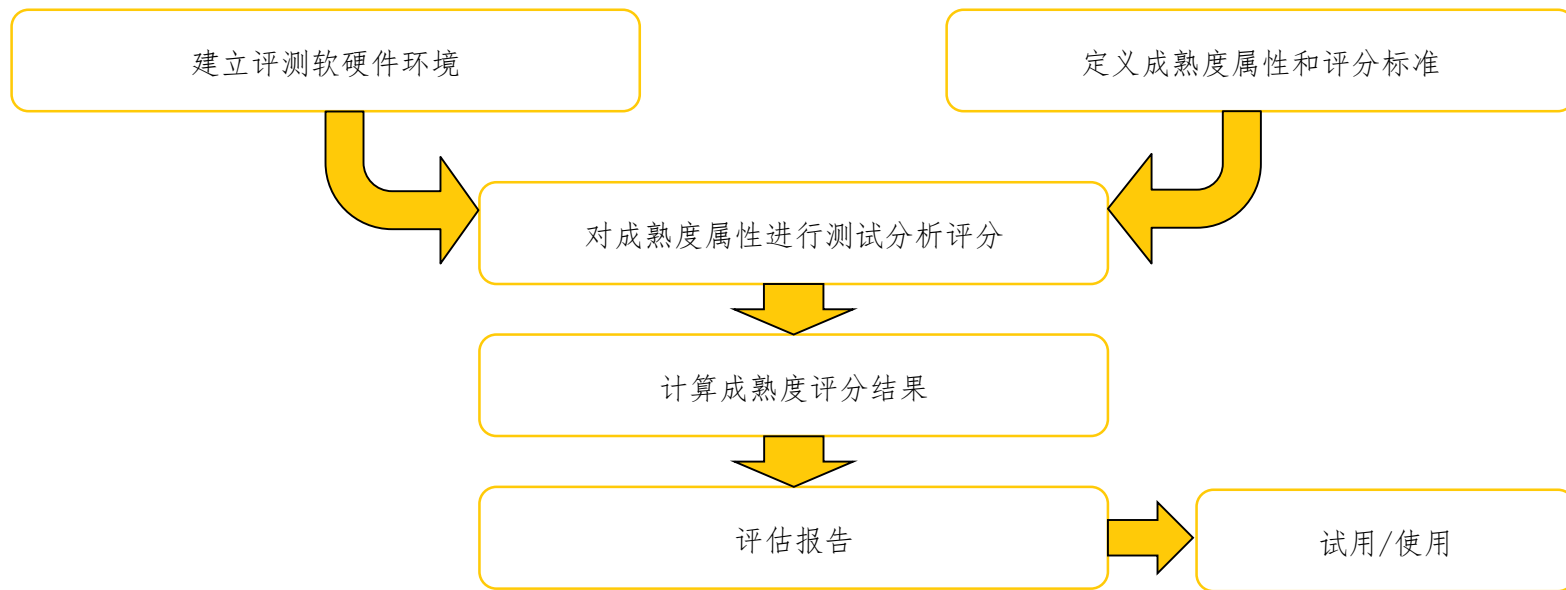 建立评测软硬件环境
定义成熟度属性和评分标准
对成熟度属性进行测试分析评分
计算成熟度评分结果
评估报告
试用/使用